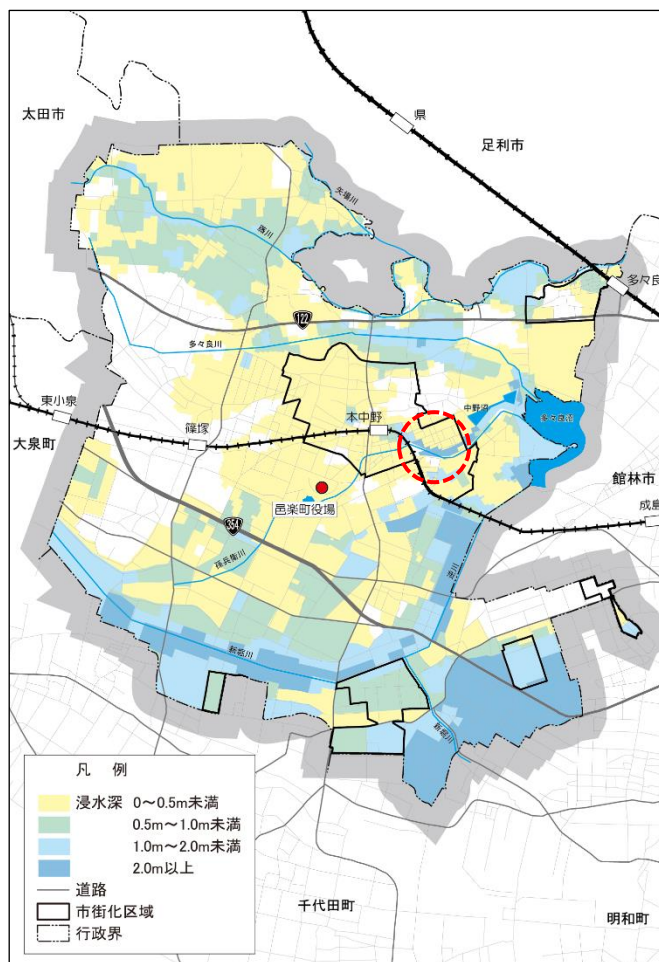 太田市
県
足利市
矢場川
藤川
多々良
122
多々良川
東小泉
篠塚
本中野
中野沼
多々良沼
大泉町
館林市
成島
邑楽町役場
354
孫兵衛川
新堀川
新堀川
凡 例
浸水深 0～0.5m未満
0.5m～1.0m未満
1.0m～2.0m未満
2.0m以上
道路
市街化区域
行政界
千代田町
明和町